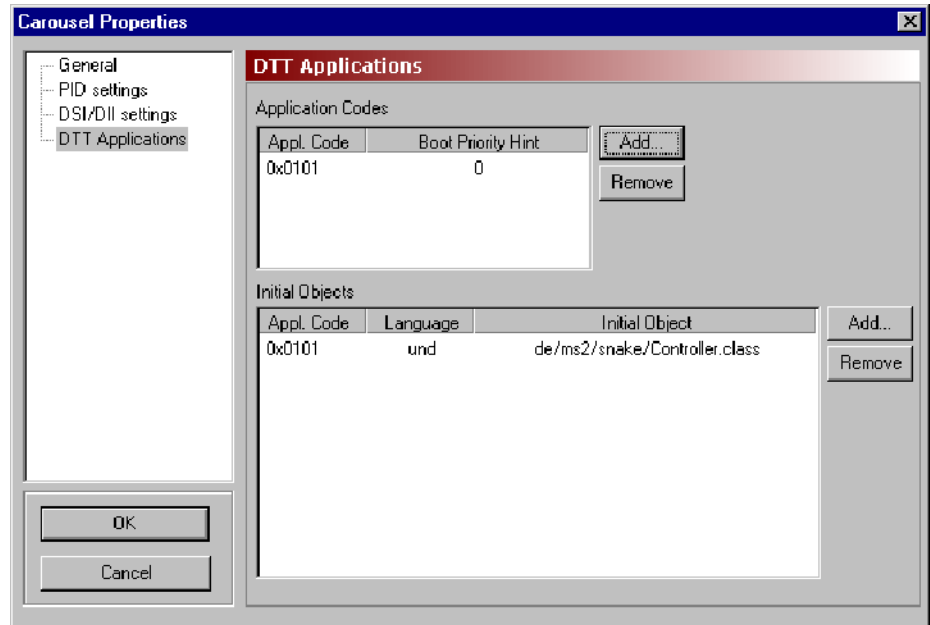 Carousel Properties
General
PID settings
DSI/DII settings
DTT Applications
OK
Cancel
DTT Applications
Application Codes
Appl. Code Boot Priority Hint
0x0101 0
Add...
Remove
Initial Objects
Appl. Code Language Initial Object
0x0101 und de/ms2/snake/Controller.class
Add...
Remove